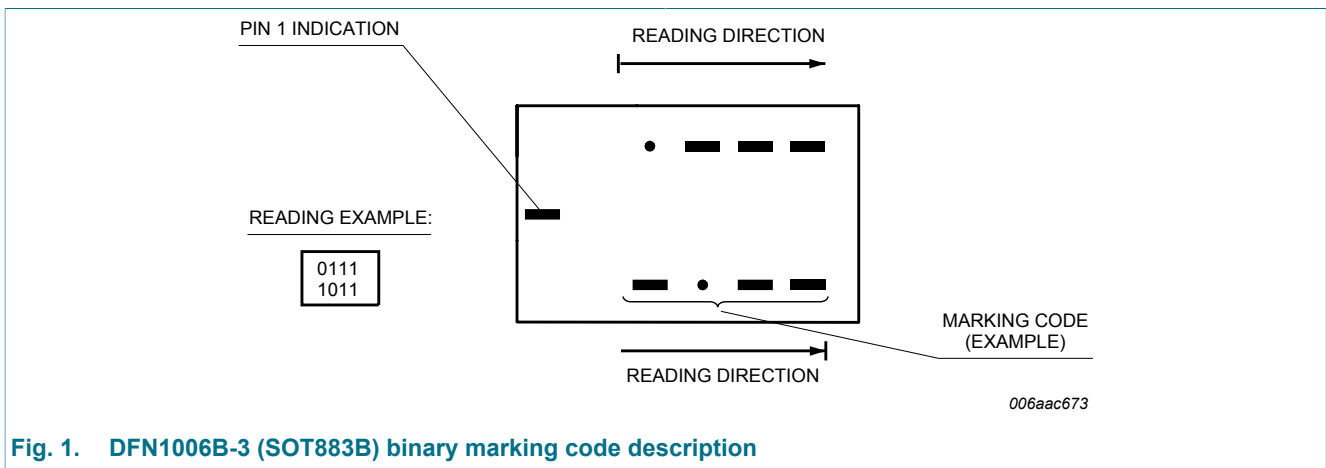 PIN 1 INDICATION
READING DIRECTION
READING EXAMPLE:
0111
1011
MARKING CODE
(EXAMPLE)
READING DIRECTION
006aac673
Fig. 1. DFN1006B-3 (SOT883B) binary marking code description